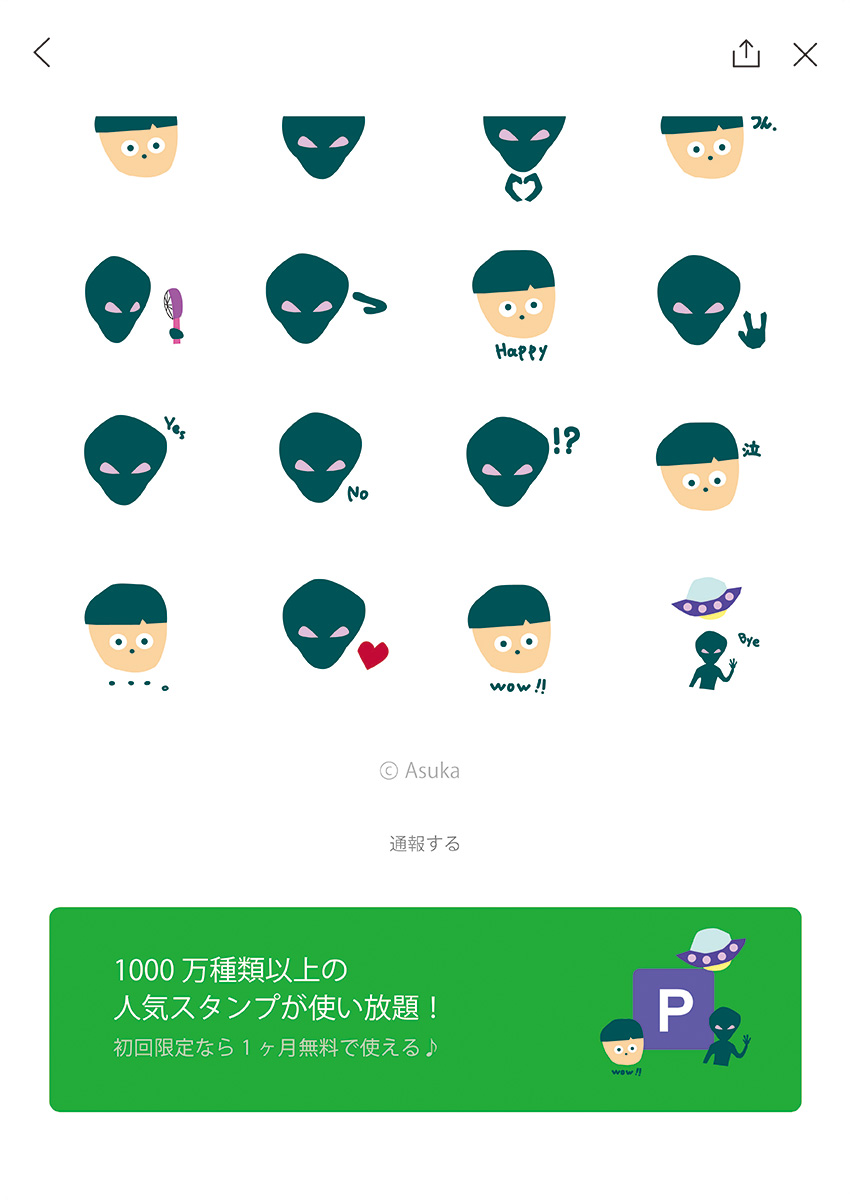 つん.
Happy
Yes
No
!?
泣
・・・。
wow!!
Bye
© Asuka
通報する
1000 万種類以上の
人気スタンプが使い放題！
初回限定なら 1 ヶ月無料で使える♪
P
wow!!